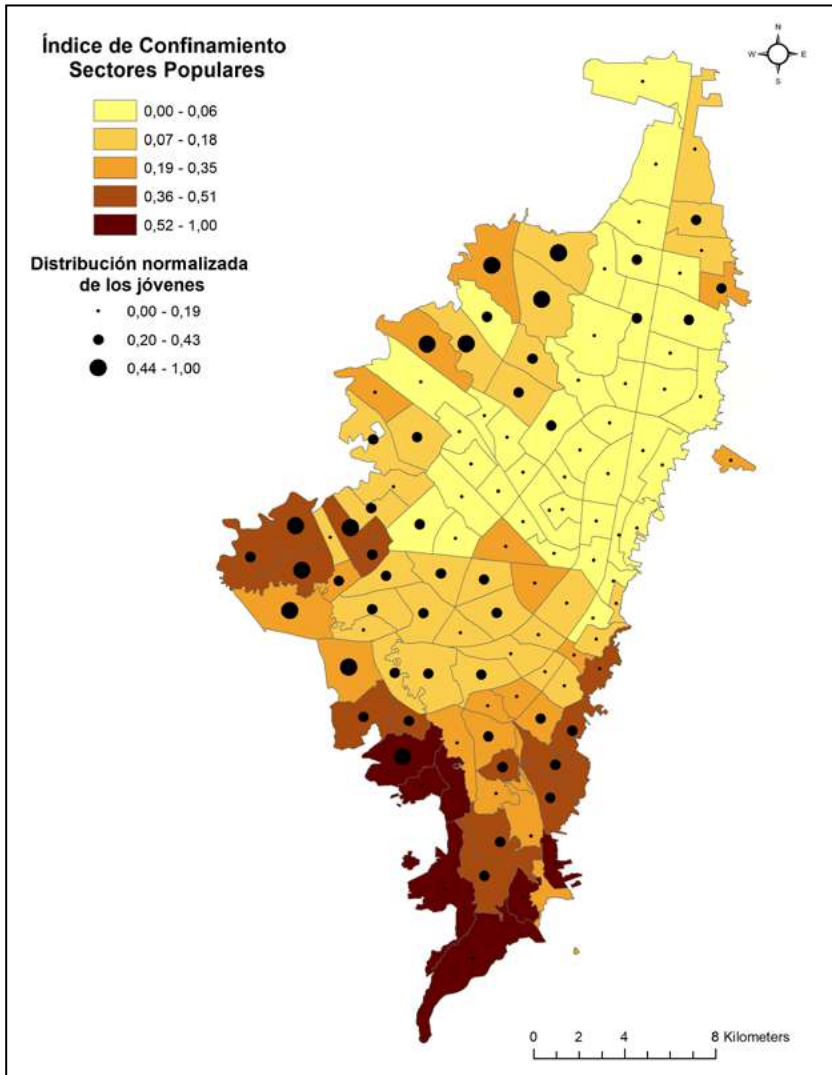 Índice de Confinamiento
Sectores Populares
0,00 - 0,06
0,07 - 0,18
0,19 - 0,35
0,36 - 0,51
0,52 - 1,00
Distribución normalizada
de los jóvenes
0,00 - 0,19
0,20 - 0,43
0,44 - 1,00
N
W E
S
0 2 4 8 Kilometers